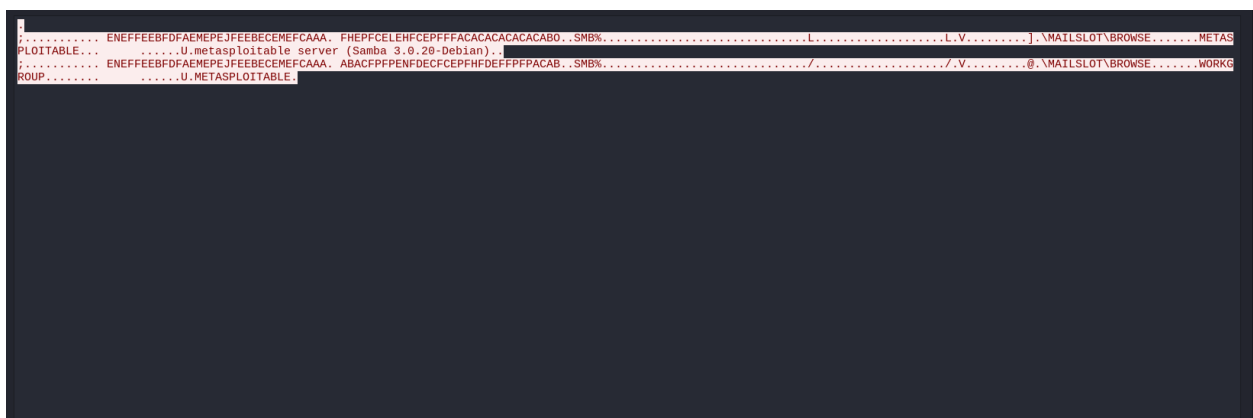 .
;........... ENEFFEEBFDFAEMEPEJFEEBECEMEFCAAA. FHEPFCELEHFCEPFFFACACACACACACABO..SMB%..............................L...................L.V.........].\MAILSLOT\BROWSE.......METAS
PLOITABLE... ......U.metasploitable server (Samba 3.0.20-Debian)..
;........... ENEFFEEBFDFAEMEPEJFEEBECEMEFCAAA. ABACFPFPENFDECFCEPFHFDEFFPFPACAB..SMB%............................../.................../.V.........@.\MAILSLOT\BROWSE.......WORKG
ROUP........ ......U.METASPLOITABLE.